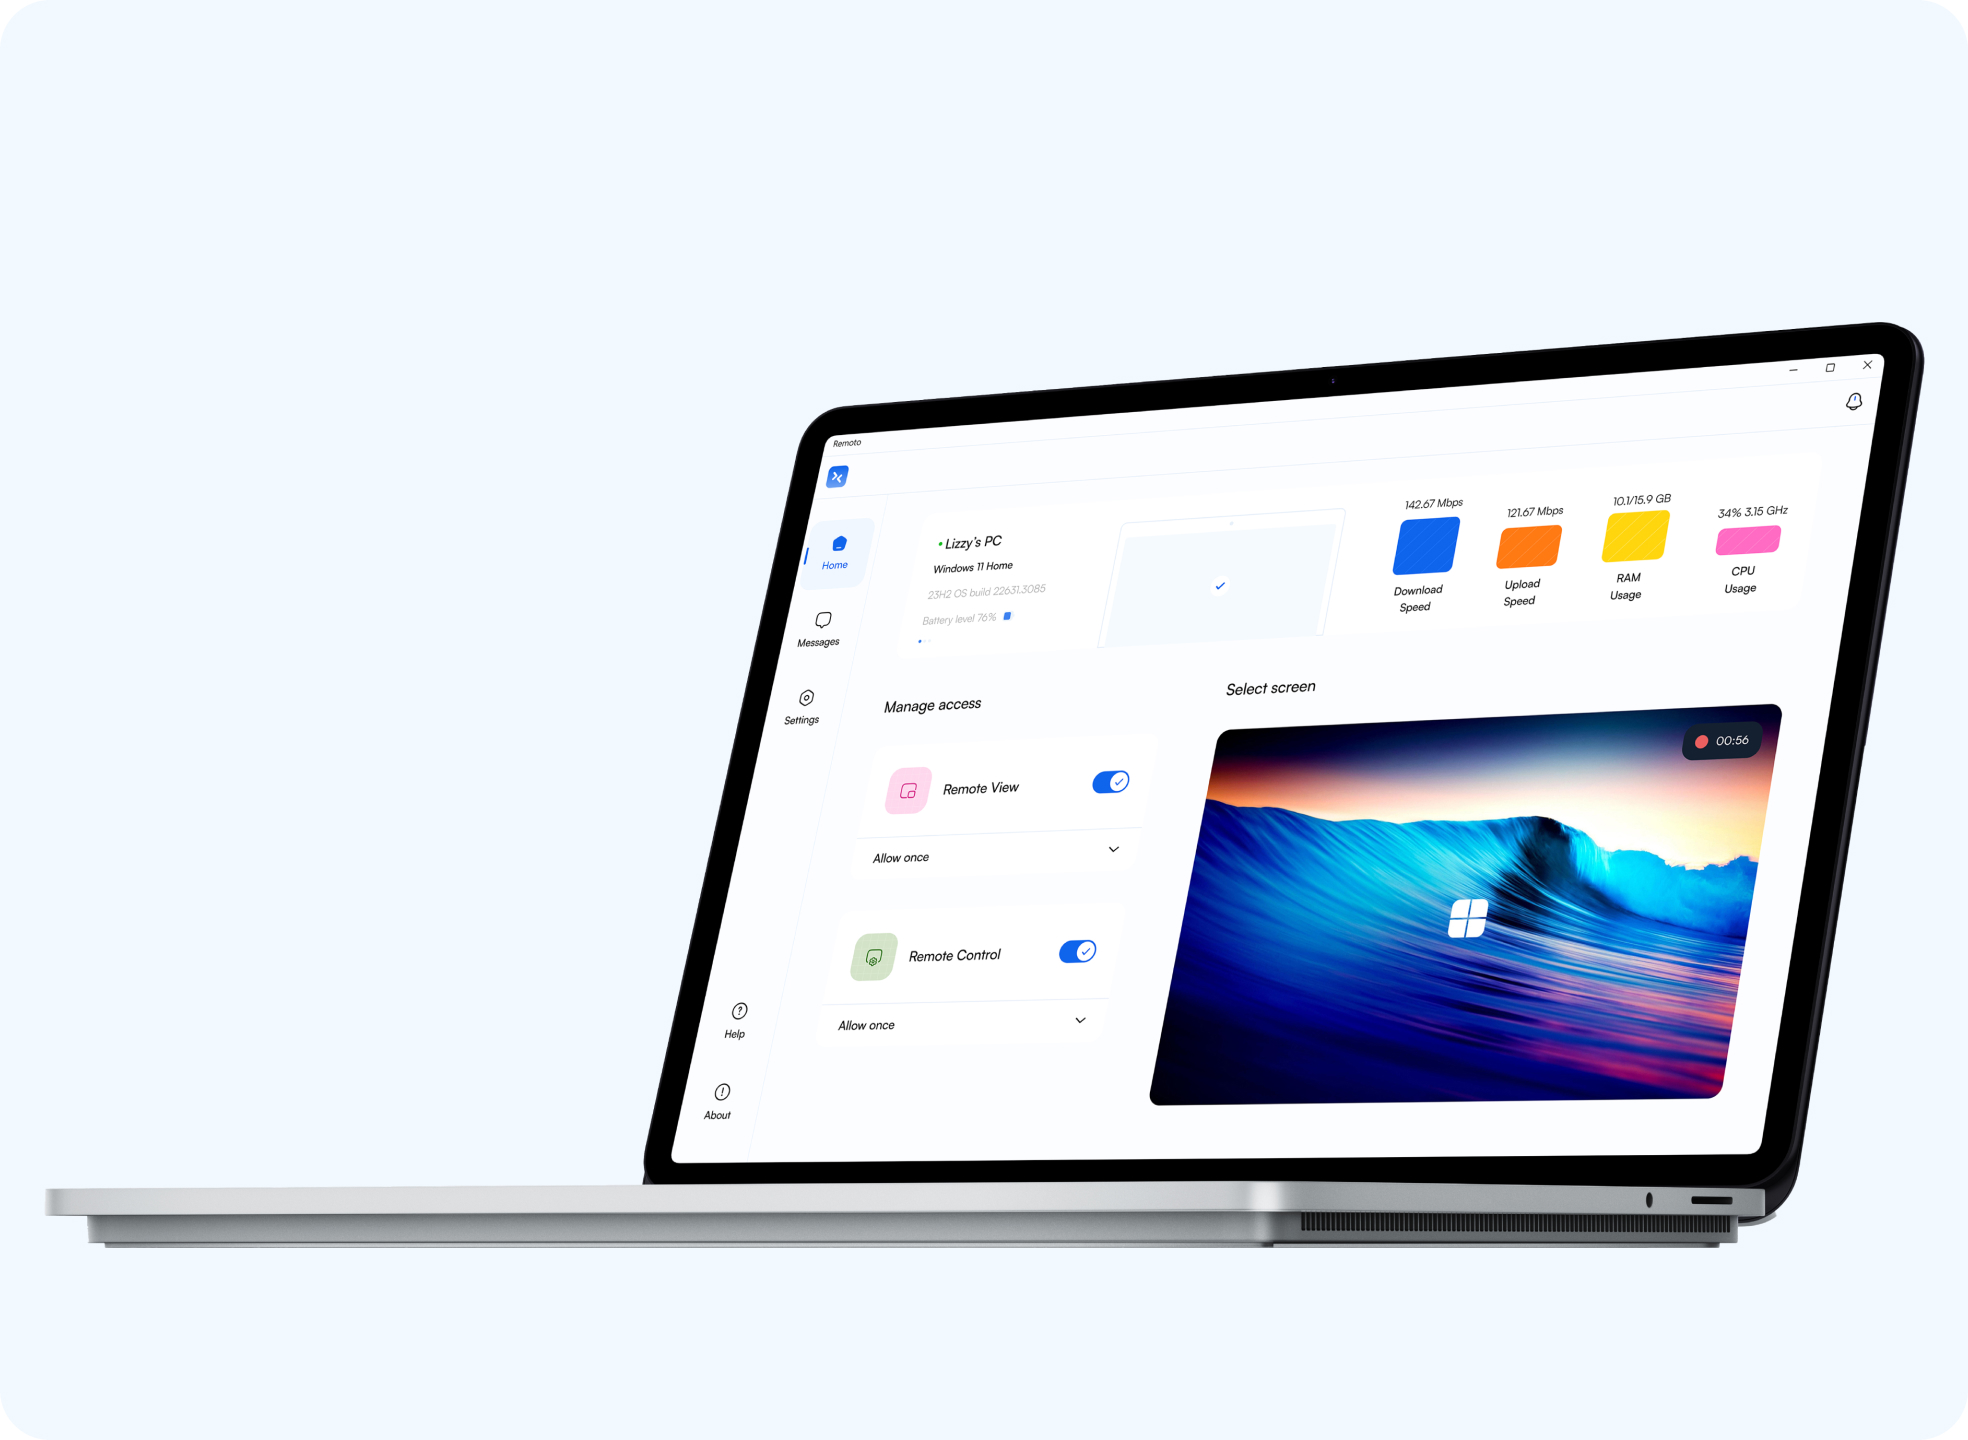 Remoto
Home
Messages
Settings
Help
About
Lizzy's PC
Windows 11 Home
23H2 OS build 22631.3085
Battery level 76%
142.67 Mbps
Download
Speed
121.67 Mbps
Upload
Speed
10.1/15.9 GB
RAM
Usage
34% 3.15 GHz
CPU
Usage
Manage access
Remote View
Allow once
Remote Control
Allow once
Select screen
00:56